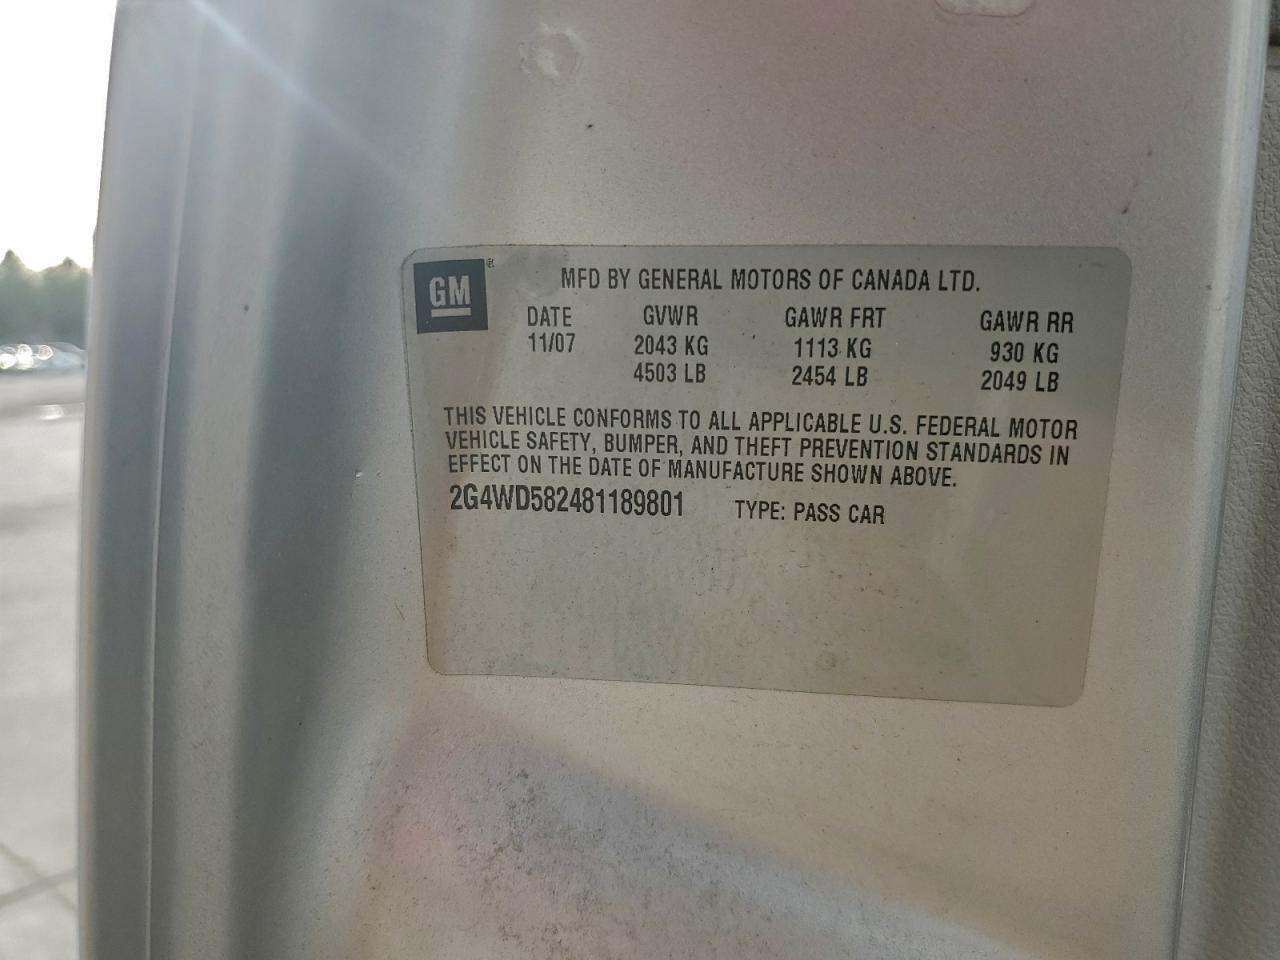 GM ®
MFD BY GENERAL MOTORS OF CANADA LTD.
DATE GVWR GAWR FRT GAWR RR
11/07 2043 KG 1113 KG 930 KG
4503 LB 2454 LB 2049 LB
THIS VEHICLE CONFORMS TO ALL APPLICABLE U.S. FEDERAL MOTOR
VEHICLE SAFETY, BUMPER, AND THEFT PREVENTION STANDARDS IN
EFFECT ON THE DATE OF MANUFACTURE SHOWN ABOVE.
2G4WD582481189801 TYPE: PASS CAR